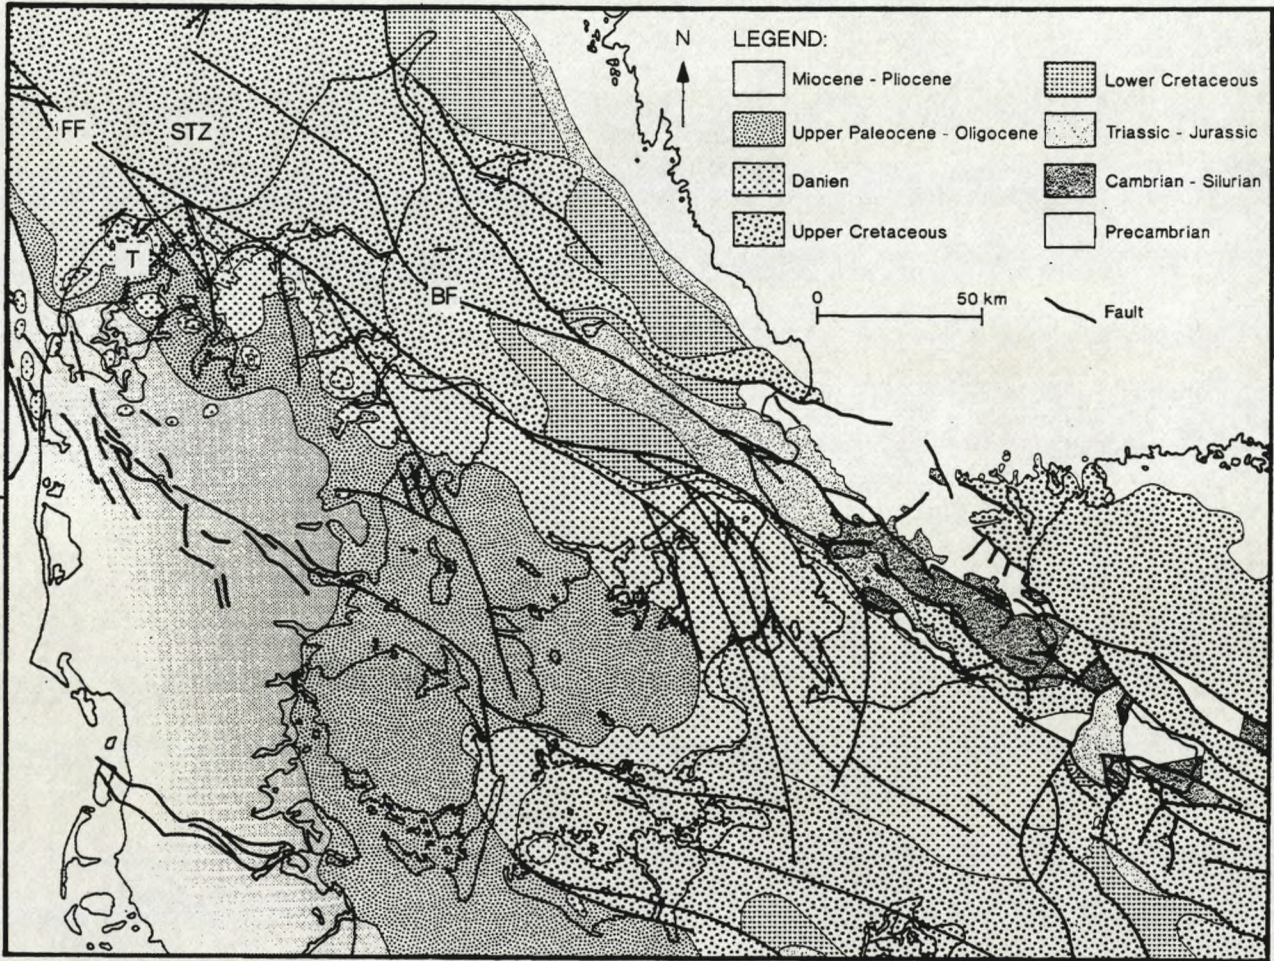 N
LEGEND:
Miocene - Pliocene
Lower Cretaceous
Upper Paleocene - Oligocene
Triassic - Jurassic
Danien
Cambrian - Silurian
Upper Cretaceous
Precambrian
0 50 km
Fault
FF
STZ
T
BF